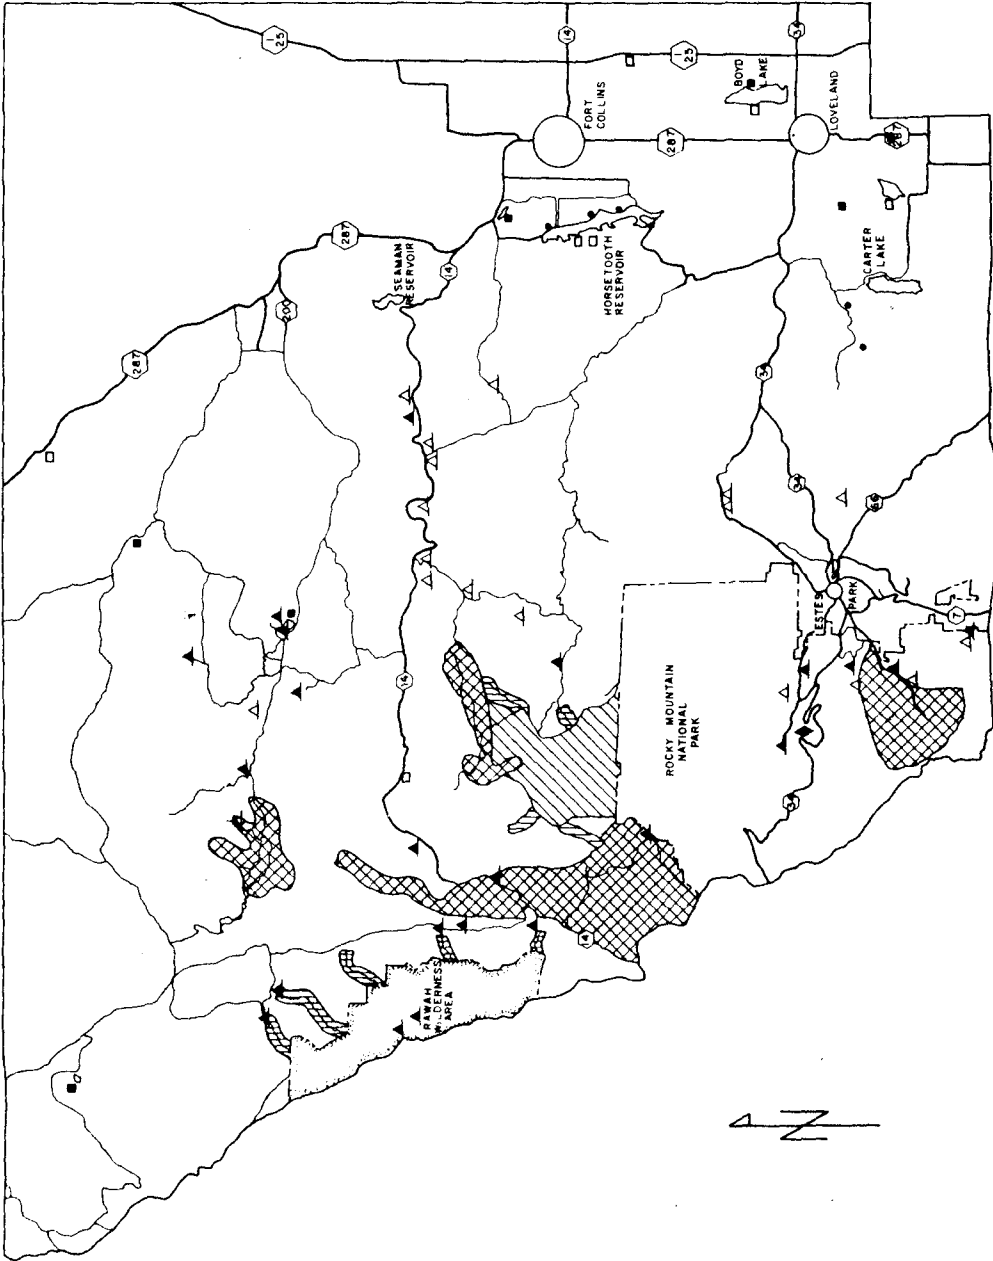 I
25
14
I
25
34
BOYD
LAKE
FORT
COLLINS
287
LOVELAND
287
287
SEAMAN
RESERVOIR
14
HORSETOOTH
RESERVOIR
CARTER
LAKE
200
287
34
34
66
ESTES
PARK
7
14
ROCKY MOUNTAIN
NATIONAL
PARK
34
14
RAWAH
WILDERNESS
AREA
N